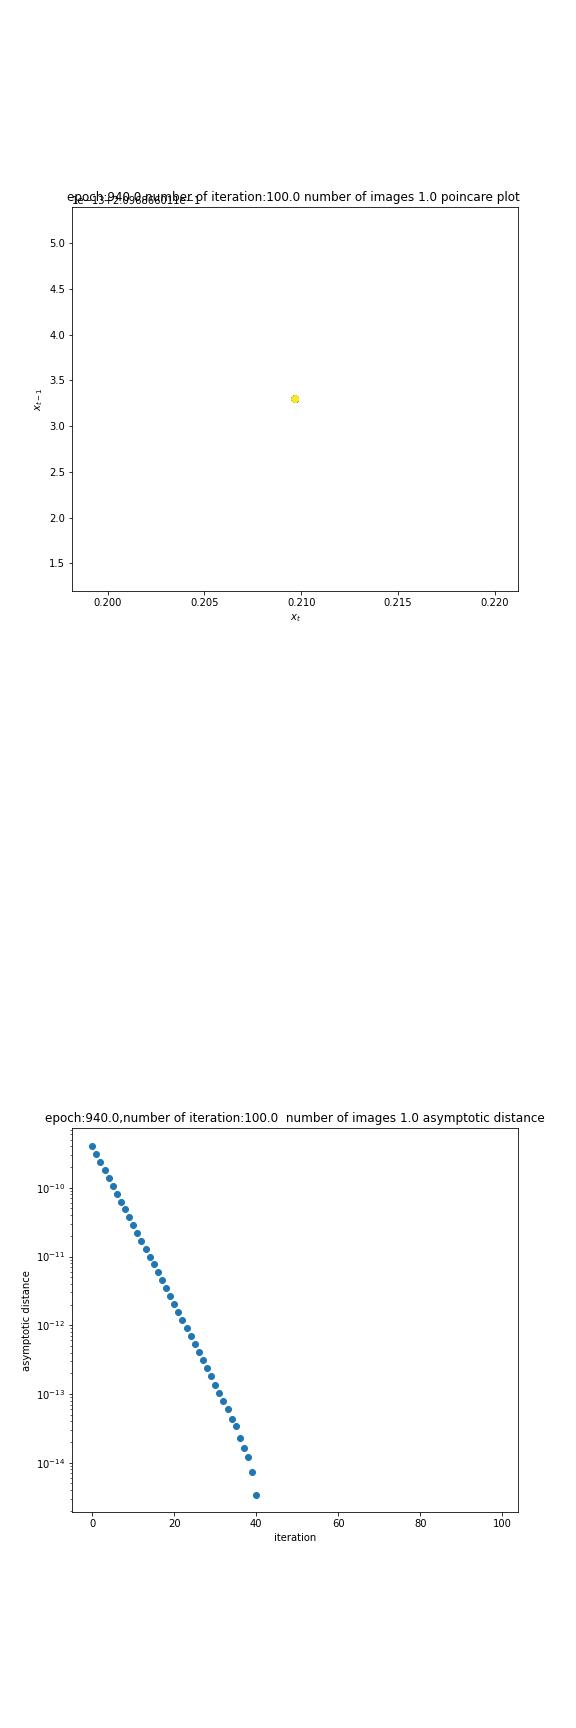 epoch:940.0,number of iteration:100.0 number of images 1.0 poincare plot
5.0
4.5
4.0
3.5
3.0
2.5
2.0
1.5
x_{t-1}
0.200 0.205 0.210 0.215 0.220
x_t
epoch:940.0,number of iteration:100.0 number of images 1.0 asymptotic distance
10^{-10}
10^{-11}
10^{-12}
10^{-13}
10^{-14}
asymptotic distance
0 20 40 60 80 100
iteration